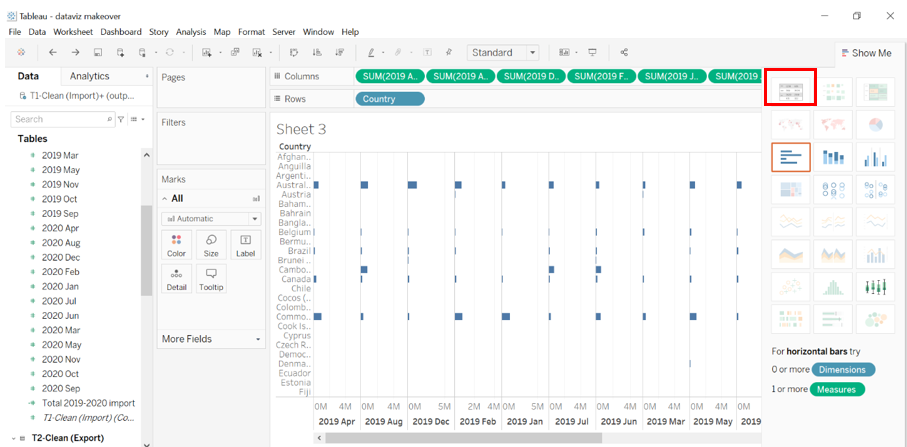 Tableau - dataviz makeover
File Data Worksheet Dashboard Story Analysis Map Format Server Window Help
Standard
Show Me
Data Analytics
T1-Clean (Import)+ (outp...
Search
Tables
2019 Mar
2019 May
2019 Nov
2019 Oct
2019 Sep
2020 Apr
2020 Aug
2020 Dec
2020 Feb
2020 Jan
2020 Jul
2020 Jun
2020 Mar
2020 May
2020 Nov
2020 Oct
2020 Sep
Total 2019-2020 import
T1-Clean (Import) (Co...
T2-Clean (Export)
Pages
Filters
Marks
All
Automatic
Color Size Label
Detail Tooltip
More Fields
Columns SUM(2019 A... SUM(2019 A... SUM(2019 D... SUM(2019 F... SUM(2019 J... SUM(2019
Rows Country
Sheet 3
Country
Afghan..
Anguilla
Argenti..
Austral..
Austria
Baham..
Bahrain
Bangla..
Belgium
Bermu..
Brazil
Brunei ..
Cambo..
Canada
Chile
Cocos (..
Colomb..
Commo..
Cook Is..
Cyprus
Czech R..
Democ..
Denma..
Ecuador
Estonia
Fiji
0M 4M 0M 4M 0M 5M 2M 4M 0M 4M 0M 4M 0M 4M 0M 4M 0M 4M 0M
2019 Apr 2019 Aug 2019 Dec 2019 Feb 2019 Jan 2019 Jul 2019 Jun 2019 Mar 2019 May 2019
For horizontal bars try
0 or more Dimensions
1 or more Measures